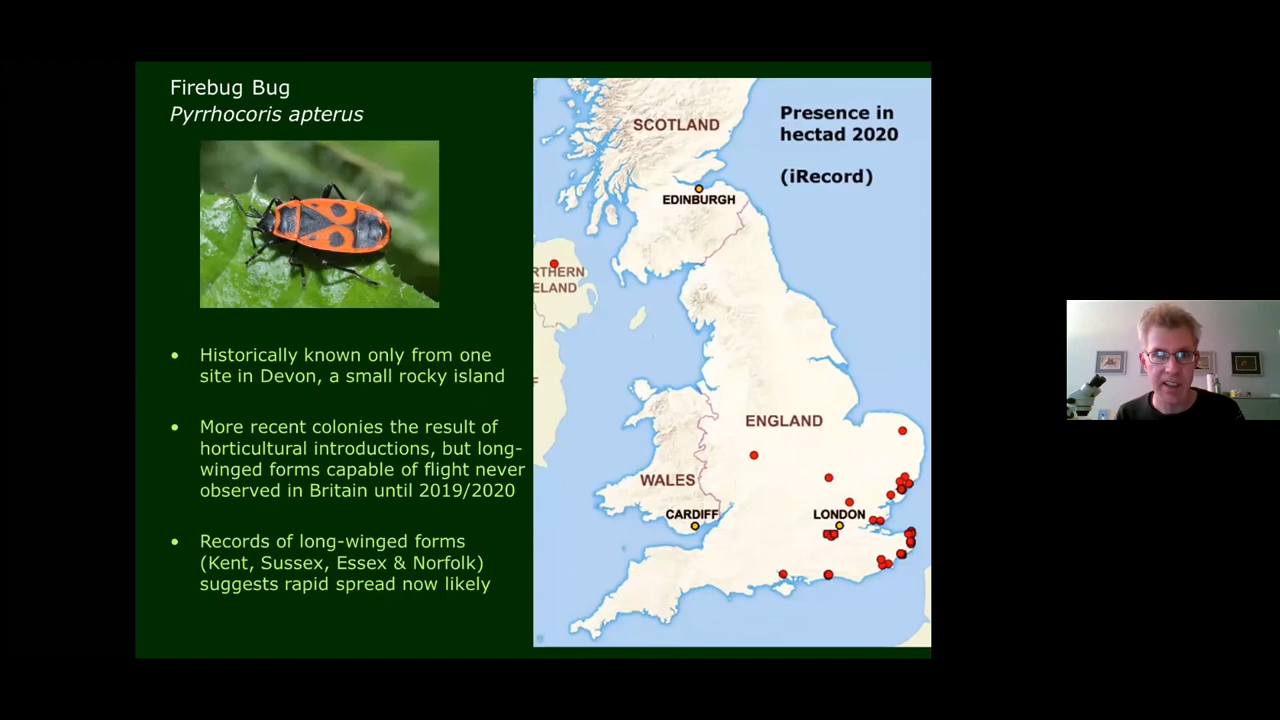 Firebug Bug
Pyrrhocoris apterus
• Historically known only from one
site in Devon, a small rocky island
• More recent colonies the result of
horticultural introductions, but long-
winged forms capable of flight never
observed in Britain until 2019/2020
• Records of long-winged forms
(Kent, Sussex, Essex & Norfolk)
suggests rapid spread now likely
Presence in
hectad 2020
(iRecord)
SCOTLAND
EDINBURGH
RTHERN
ELAND
ENGLAND
WALES
CARDIFF
LONDON